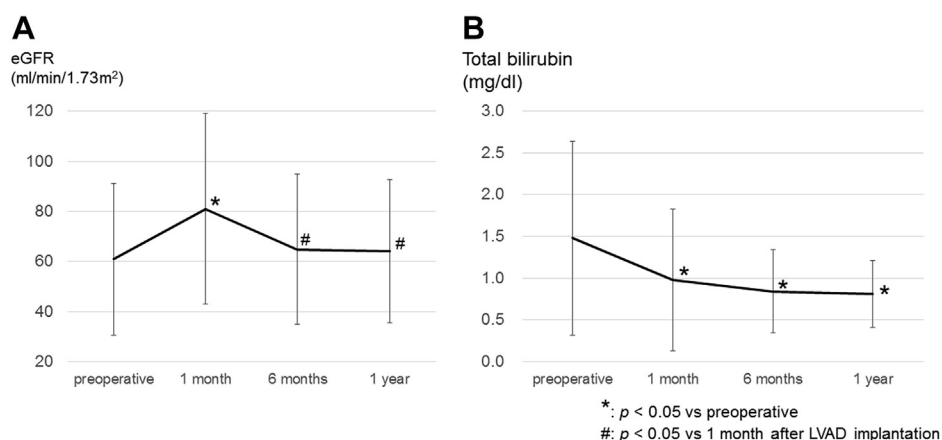 A
eGFR
(ml/min/1.73m²)
120
100
80
60
40
20
*
#
#
preoperative 1 month 6 months 1 year
B
Total bilirubin
(mg/dl)
3.0
2.5
2.0
1.5
1.0
0.5
0.0
*
*
*
preoperative 1 month 6 months 1 year
*: p < 0.05 vs preoperative
#: p < 0.05 vs 1 month after LVAD implantation